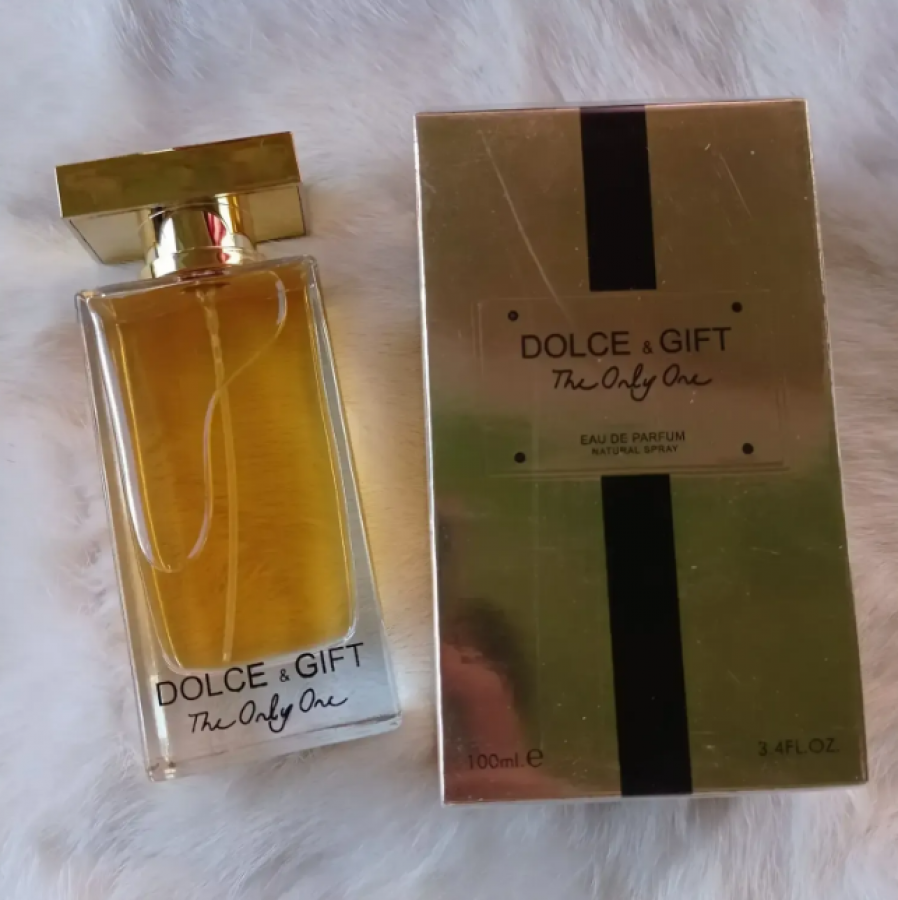 DOLCE & GIFT
The Only One
DOLCE & GIFT
The Only One
EAU DE PARFUM
NATURAL SPRAY
100ml.e
3.4FL.OZ.